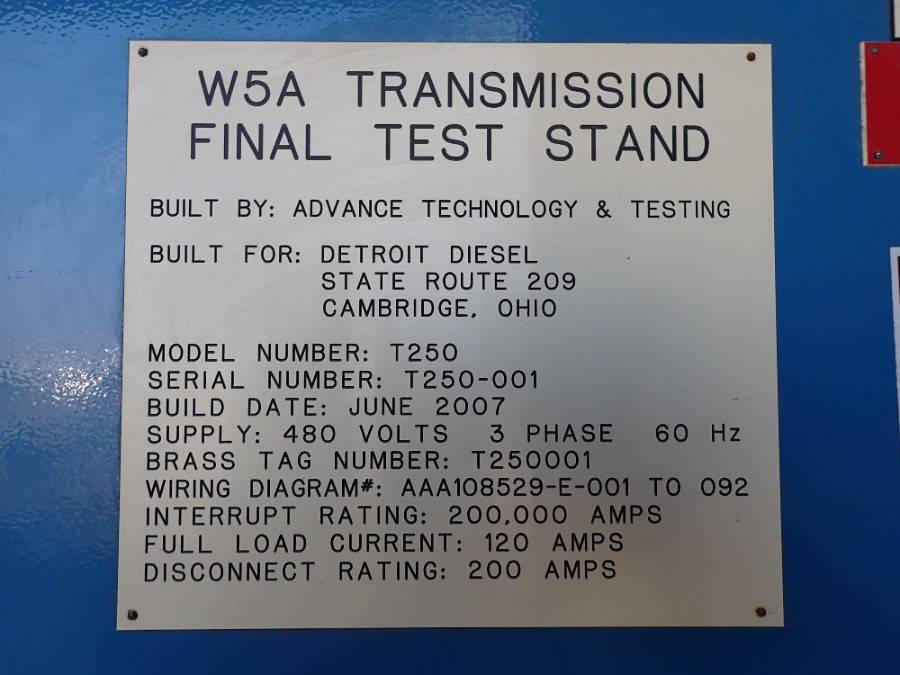 W5A TRANSMISSION
FINAL TEST STAND
BUILT BY: ADVANCE TECHNOLOGY & TESTING
BUILT FOR: DETROIT DIESEL
STATE ROUTE 209
CAMBRIDGE, OHIO
MODEL NUMBER: T250
SERIAL NUMBER: T250-001
BUILD DATE: JUNE 2007
SUPPLY: 480 VOLTS 3 PHASE 60 Hz
BRASS TAG NUMBER: T250001
WIRING DIAGRAM#: AAA108529-E-001 TO 092
INTERRUPT RATING: 200,000 AMPS
FULL LOAD CURRENT: 120 AMPS
DISCONNECT RATING: 200 AMPS